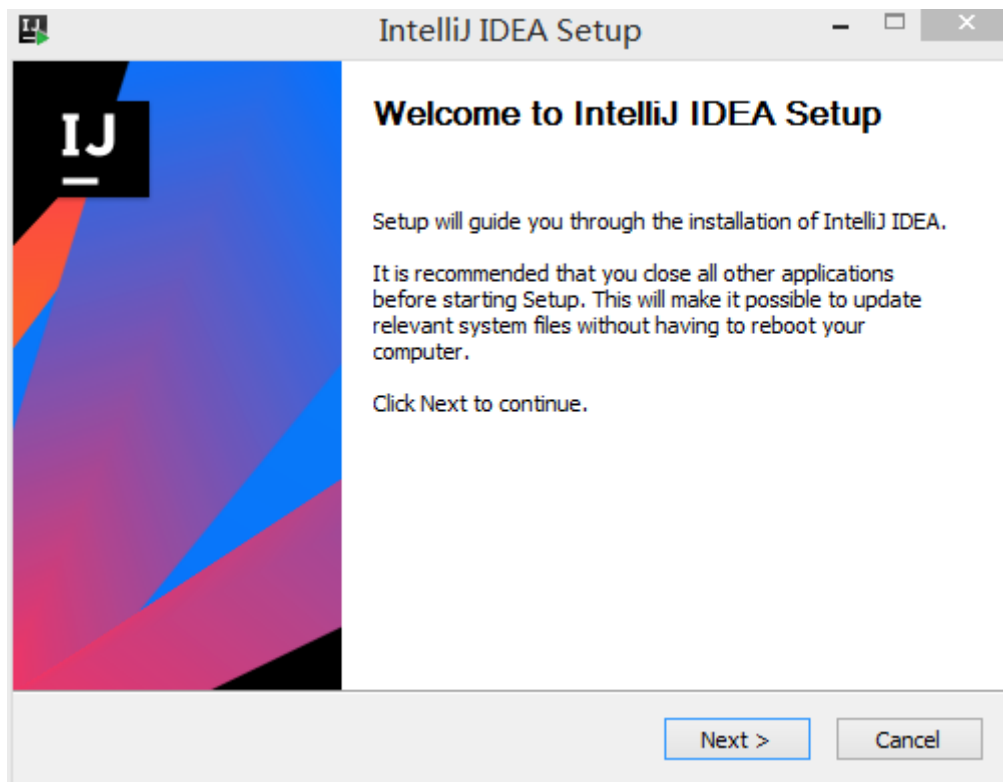 IJ
IntelliJ IDEA Setup
IJ
Welcome to IntelliJ IDEA Setup
Setup will guide you through the installation of IntelliJ IDEA.
It is recommended that you close all other applications
before starting Setup. This will make it possible to update
relevant system files without having to reboot your
computer.
Click Next to continue.
Next >
Cancel